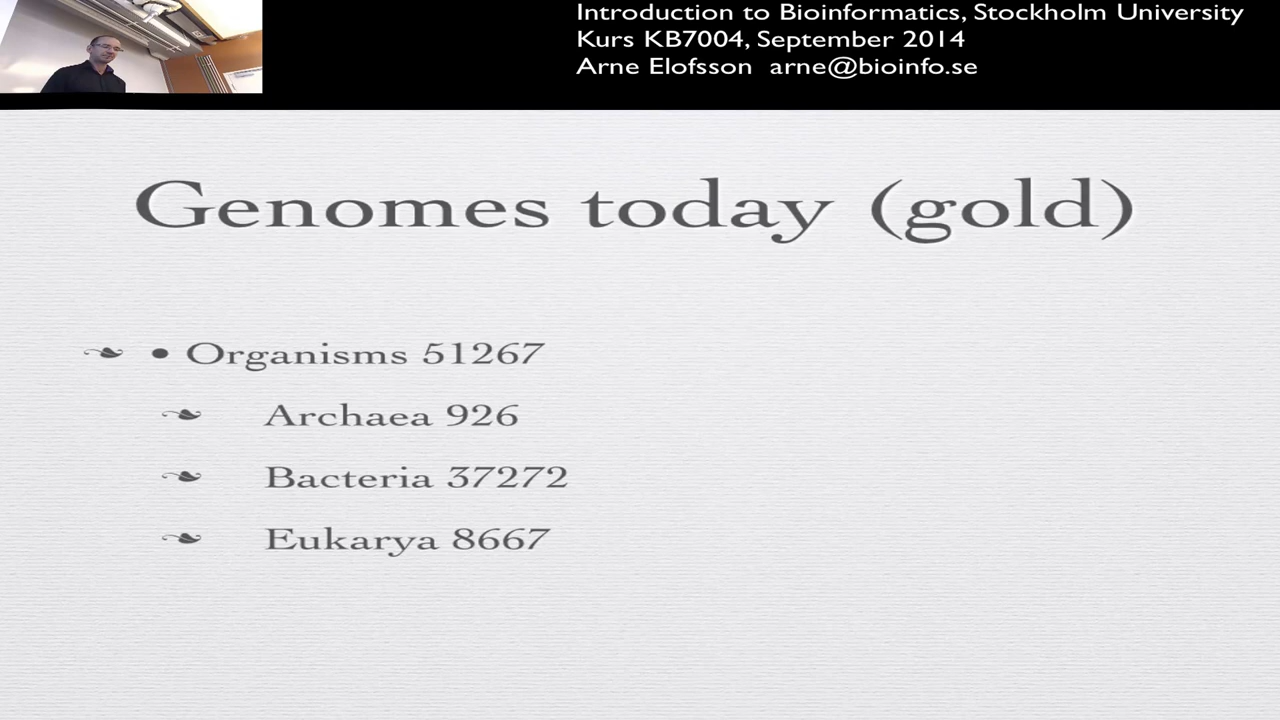 Introduction to Bioinformatics, Stockholm University
Kurs KB7004, September 2014
Arne Elofsson arne@bioinfo.se
Genomes today (gold)
• Organisms 51267
Archaea 926
Bacteria 37272
Eukarya 8667